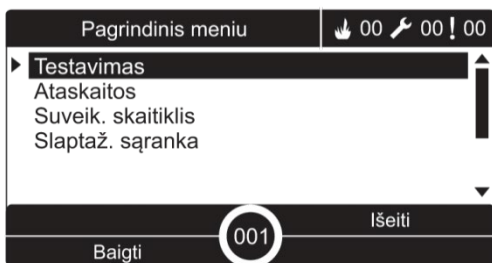 Pagrindinis meniu 00 00 00
Testavimas
Ataskaitos
Suveik. skaitiklis
Slaptaž. sąranka
Išeiti
001
Baigti